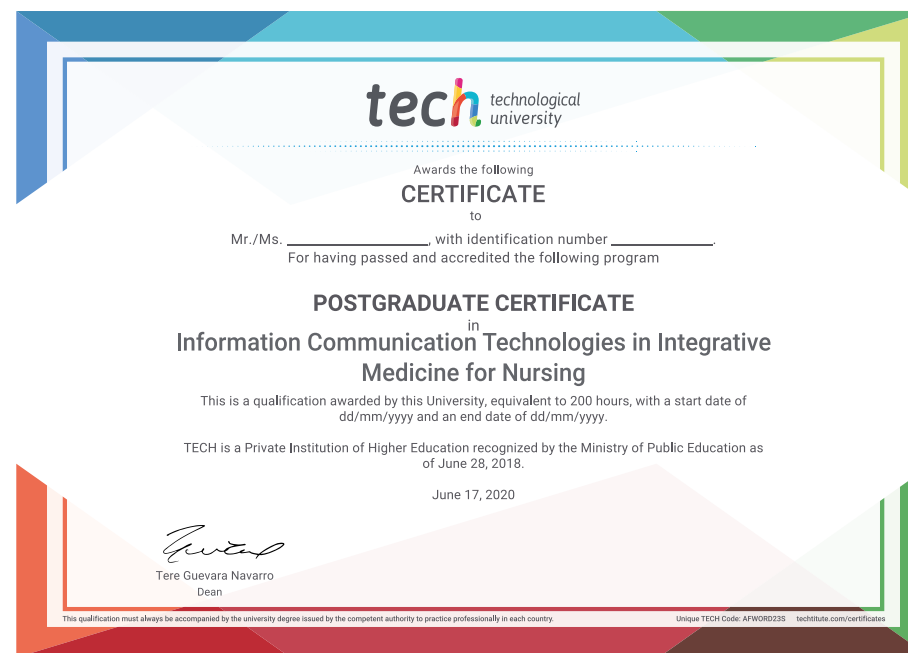 tech technological
university
Awards the following
CERTIFICATE
to
Mr./Ms. ____________________, with identification number ______________.
For having passed and accredited the following program
POSTGRADUATE CERTIFICATE
in
Information Communication Technologies in Integrative
Medicine for Nursing
This is a qualification awarded by this University, equivalent to 200 hours, with a start date of
dd/mm/yyyy and an end date of dd/mm/yyyy.
TECH is a Private Institution of Higher Education recognized by the Ministry of Public Education as
of June 28, 2018.
June 17, 2020
Tere Guevara Navarro
Dean
This qualification must always be accompanied by the university degree issued by the competent authority to practice professionally in each country. Unique TECH Code: AFWORD23S techtitute.com/certificates